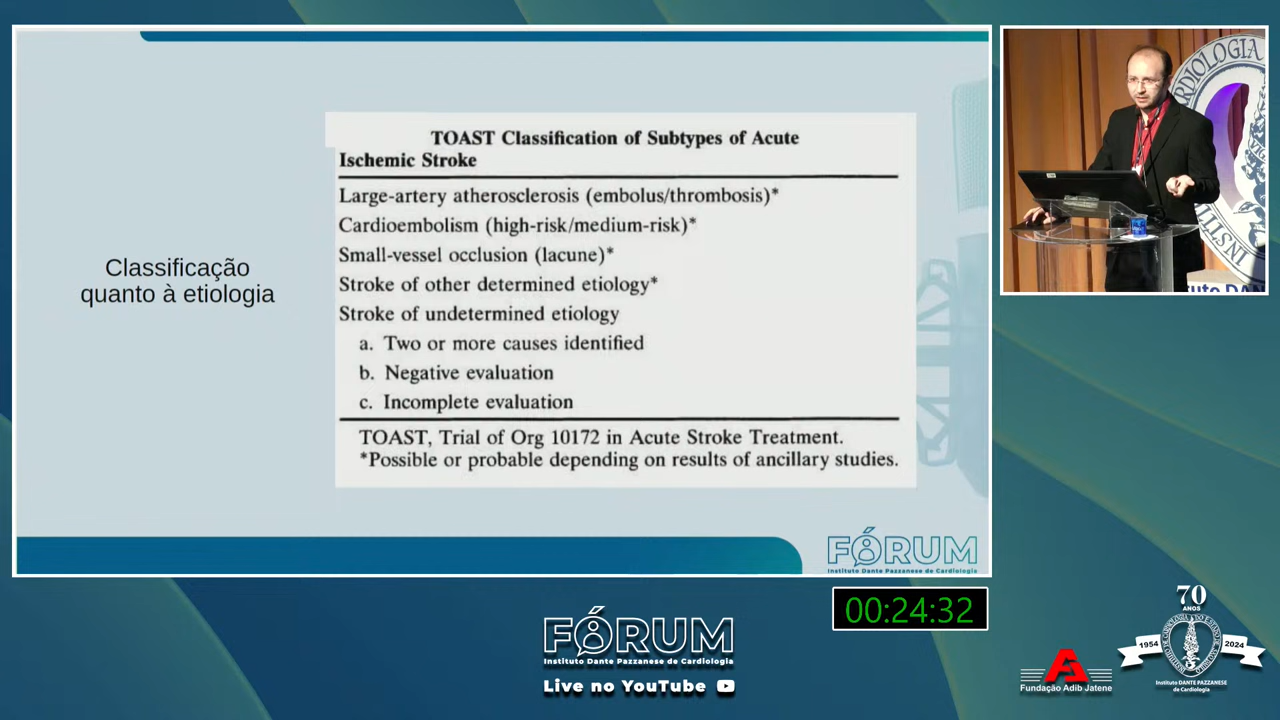 Classificação
quanto à etiologia
TOAST Classification of Subtypes of Acute
Ischemic Stroke
Large-artery atherosclerosis (embolus/thrombosis)*
Cardioembolism (high-risk/medium-risk)*
Small-vessel occlusion (lacune)*
Stroke of other determined etiology*
Stroke of undetermined etiology
a. Two or more causes identified
b. Negative evaluation
c. Incomplete evaluation
TOAST, Trial of Org 10172 in Acute Stroke Treatment.
*Possible or probable depending on results of ancillary studies.
FÓRUM
Instituto Dante Pazzanese de Cardiologia
00:24:32
FÓRUM
Instituto Dante Pazzanese de Cardiologia
Live no YouTube
Fundação Adib Jatene
70
ANOS
1954
2024
Instituto DANTE PAZZANESE
de Cardiologia